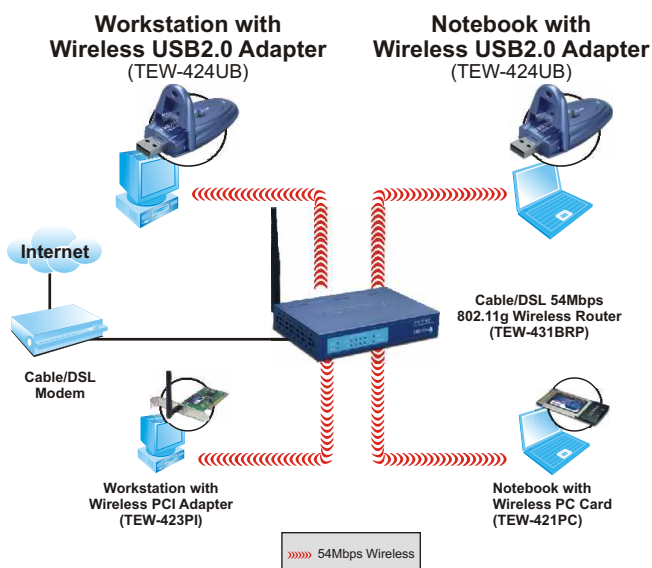 Workstation with
Wireless USB2.0 Adapter
(TEW-424UB)
Notebook with
Wireless USB2.0 Adapter
(TEW-424UB)
Internet
Cable/DSL 54Mbps
802.11g Wireless Router
(TEW-431BRP)
Cable/DSL
Modem
Workstation with
Wireless PCI Adapter
(TEW-423PI)
Notebook with
Wireless PC Card
(TEW-421PC)
54Mbps Wireless